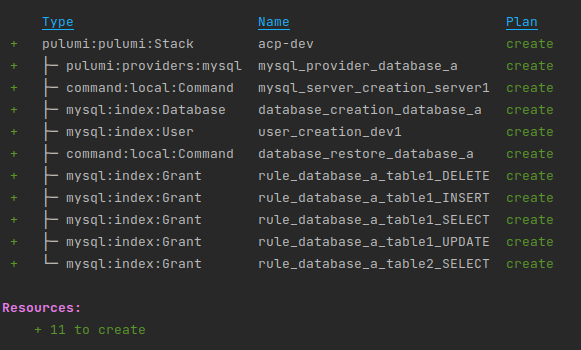 Type Name Plan
+ pulumi:pulumi:Stack acp-dev create
+ ├─ pulumi:providers:mysql mysql_provider_database_a create
+ ├─ command:local:Command mysql_server_creation_server1 create
+ ├─ mysql:index:Database database_creation_database_a create
+ ├─ mysql:index:User user_creation_dev1 create
+ ├─ command:local:Command database_restore_database_a create
+ ├─ mysql:index:Grant rule_database_a_table1_DELETE create
+ ├─ mysql:index:Grant rule_database_a_table1_INSERT create
+ ├─ mysql:index:Grant rule_database_a_table1_SELECT create
+ ├─ mysql:index:Grant rule_database_a_table1_UPDATE create
+ └─ mysql:index:Grant rule_database_a_table2_SELECT create
Resources:
+ 11 to create